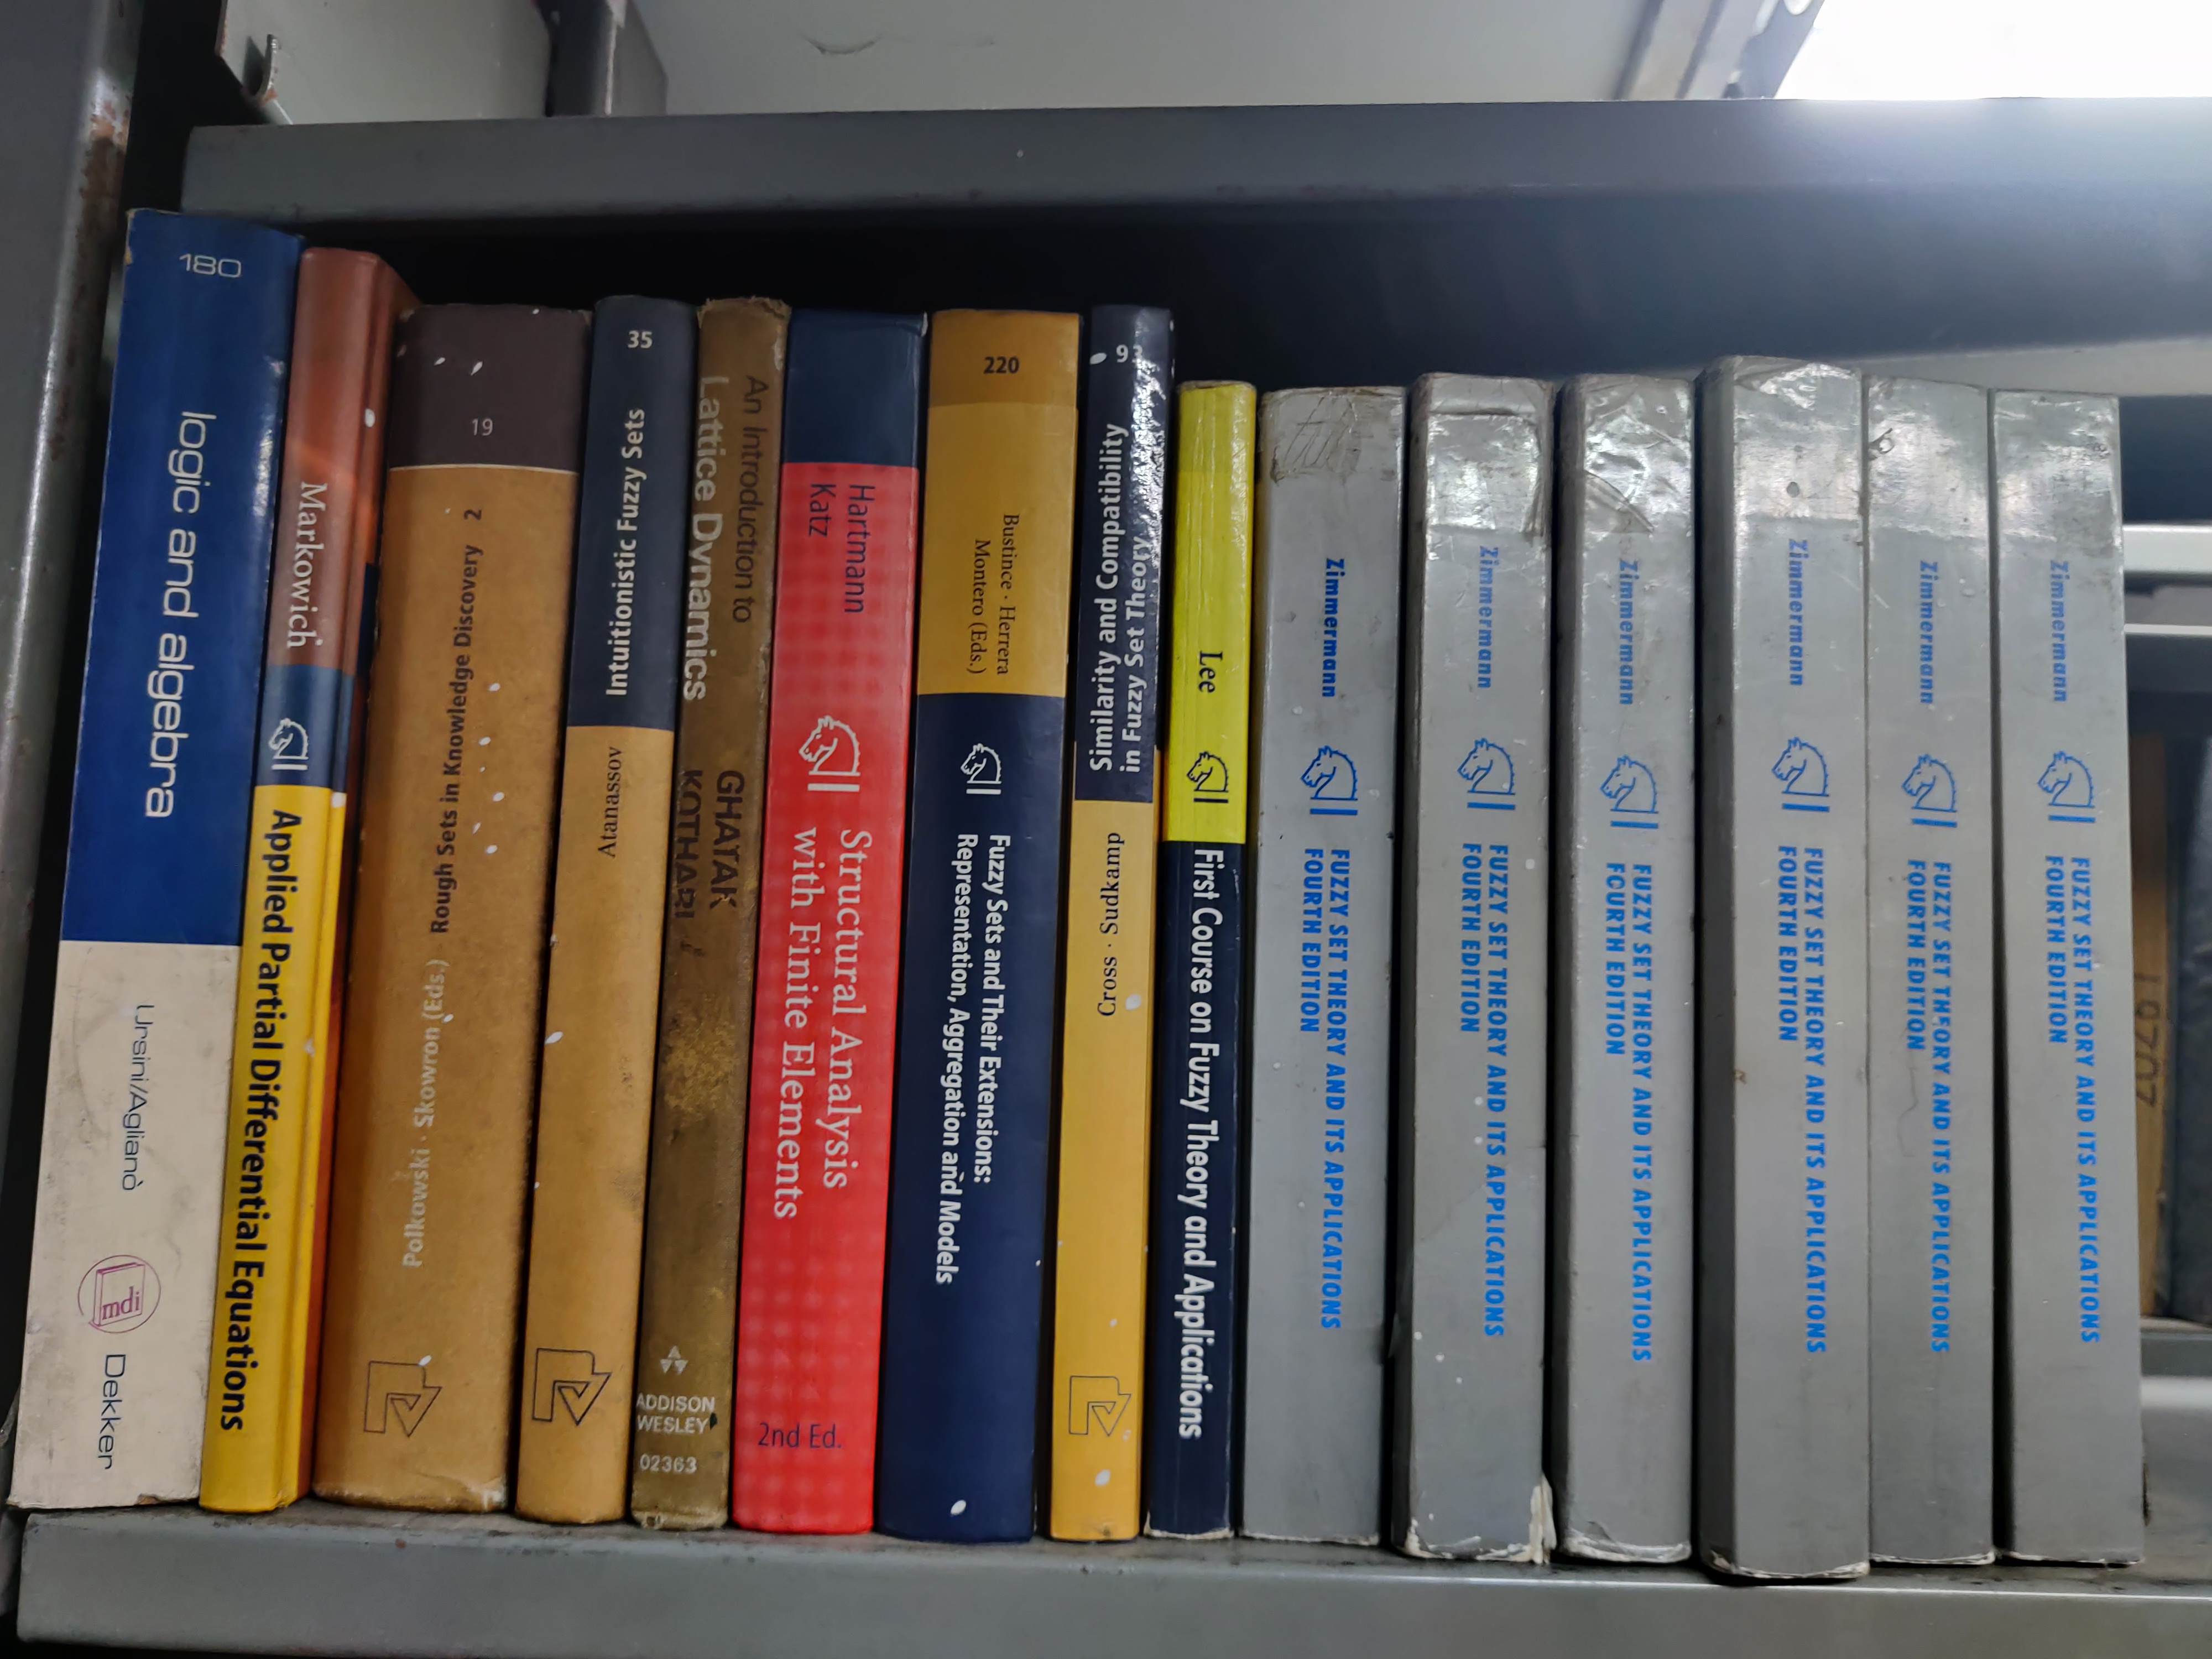 180
logic and algebra
Ursini/Aglianò
Dekker
Markowich
Applied Partial Differential Equations
19
Rough Sets in Knowledge Discovery 2
Polkowski · Skowron (Eds.)
35
Intuitionistic Fuzzy Sets
Atanassov
An Introduction to
Lattice Dynamics
GHATAK
KOTHARI
ADDISON
WESLEY
02363
Hartmann
Katz
Structural Analysis
with Finite Elements
2nd Ed.
220
Bustince · Herrera
Montero (Eds.)
Fuzzy Sets and Their Extensions:
Representation, Aggregation and Models
Similarity and Compatibility
in Fuzzy Set Theory
Cross · Sudkamp
Lee
First Course on Fuzzy Theory and Applications
Zimmermann
FUZZY SET THEORY AND ITS APPLICATIONS
FOURTH EDITION
Zimmermann
FUZZY SET THEORY AND ITS APPLICATIONS
FOURTH EDITION
Zimmermann
FUZZY SET THEORY AND ITS APPLICATIONS
FOURTH EDITION
Zimmermann
FUZZY SET THEORY AND ITS APPLICATIONS
FOURTH EDITION
Zimmermann
FUZZY SET THEORY AND ITS APPLICATIONS
FOURTH EDITION
Zimmermann
FUZZY SET THEORY AND ITS APPLICATIONS
FOURTH EDITION